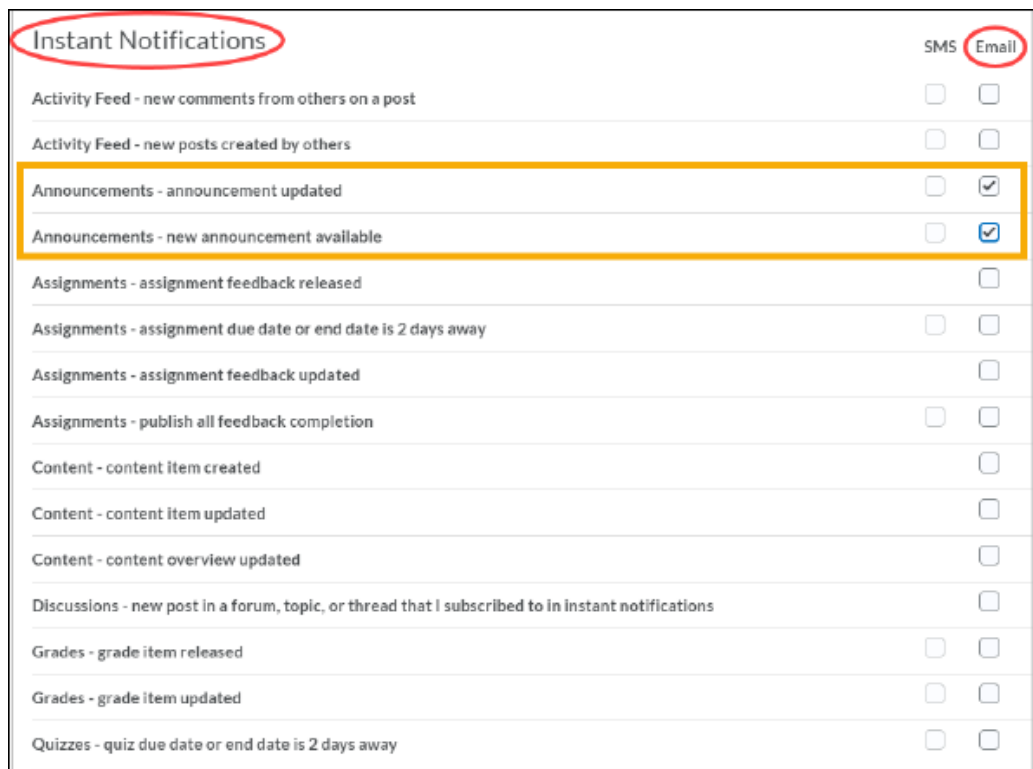 Instant Notifications
SMS Email
Activity Feed - new comments from others on a post
Activity Feed - new posts created by others
Announcements - announcement updated
Announcements - new announcement available
Assignments - assignment feedback released
Assignments - assignment due date or end date is 2 days away
Assignments - assignment feedback updated
Assignments - publish all feedback completion
Content - content item created
Content - content item updated
Content - content overview updated
Discussions - new post in a forum, topic, or thread that I subscribed to in instant notifications
Grades - grade item released
Grades - grade item updated
Quizzes - quiz due date or end date is 2 days away